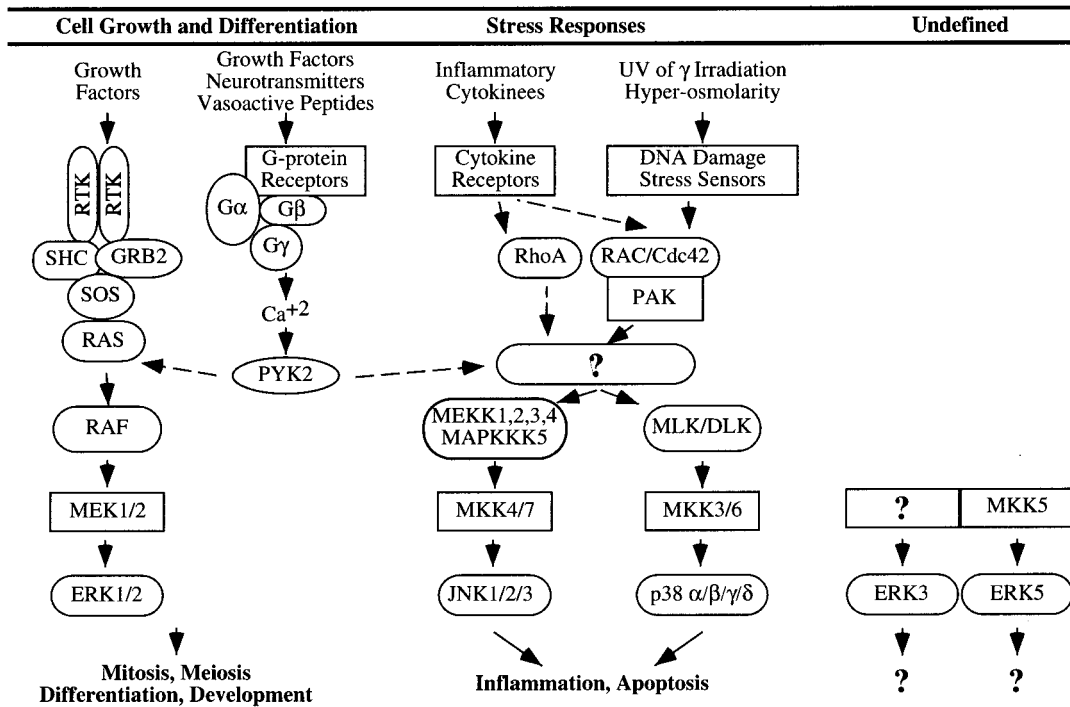 Cell Growth and Differentiation
Stress Responses
Undefined
Growth
Factors
Growth Factors
Neurotransmitters
Vasoactive Peptides
Inflammatory
Cytokinees
UV of γ Irradiation
Hyper-osmolarity
RTK
RTK
G-protein
Receptors
Cytokine
Receptors
DNA Damage
Stress Sensors
Gα
Gβ
Gγ
SHC
GRB2
SOS
RAS
Ca+2
PYK2
RhoA
RAC/Cdc42
PAK
?
RAF
MEKK1,2,3,4
MAPKKK5
MLK/DLK
MEK1/2
MKK4/7
MKK3/6
?
MKK5
ERK1/2
JNK1/2/3
p38 α/β/γ/δ
ERK3
ERK5
Mitosis, Meiosis
Differentiation, Development
Inflammation, Apoptosis
?
?